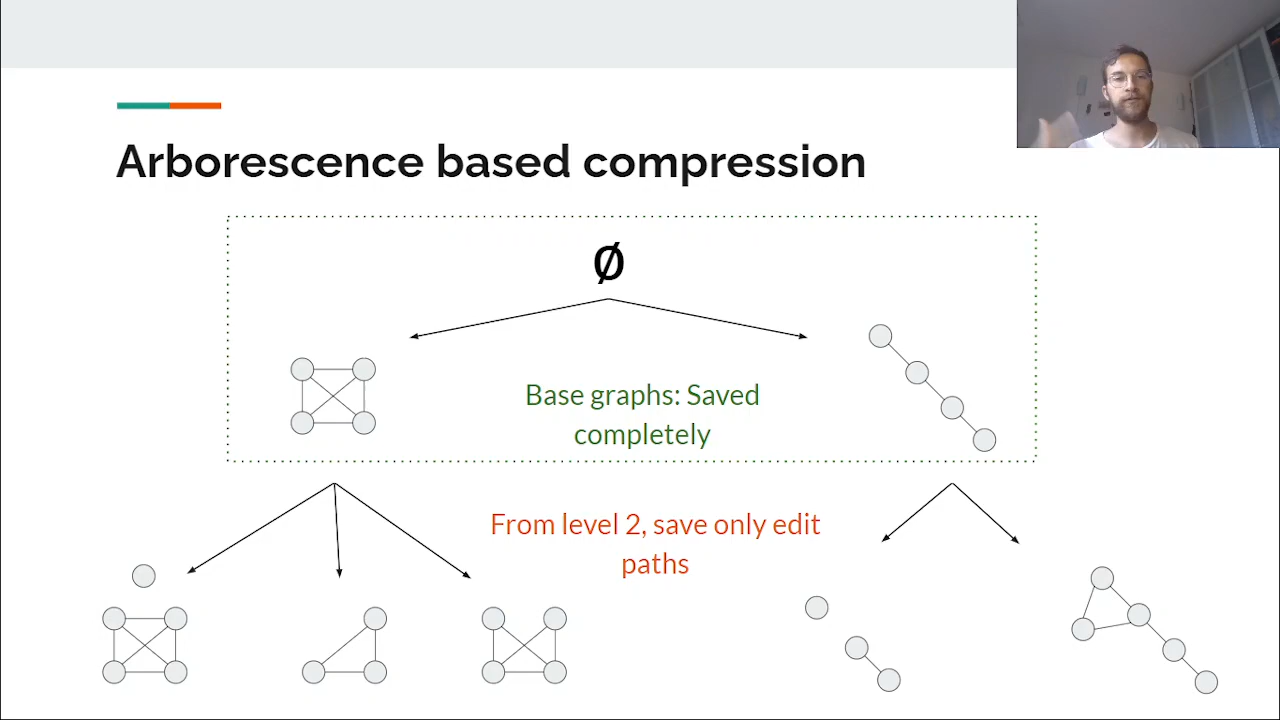 Arborescence based compression
Ø
Base graphs: Saved
completely
From level 2, save only edit
paths